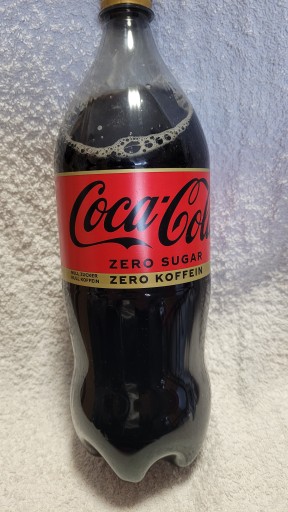 Coca-Cola
ZERO SUGAR
NULL ZUCKER
NULL KOFFEIN
ZERO KOFFEIN